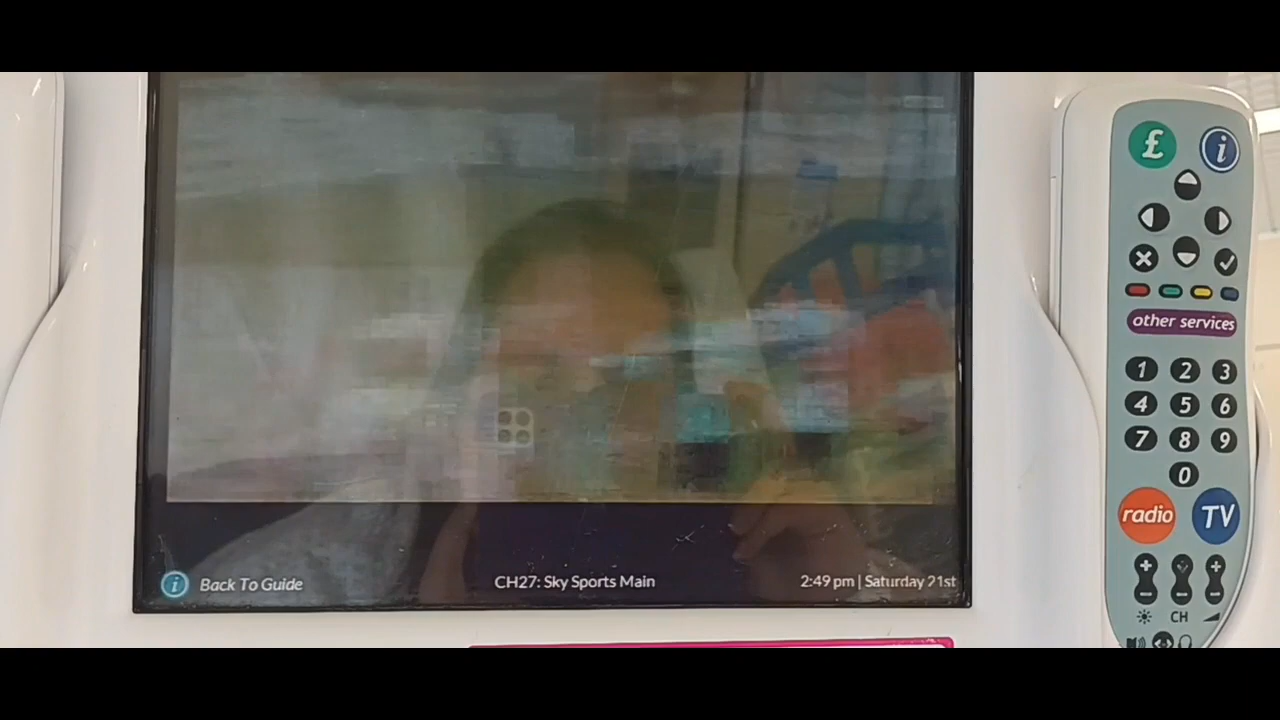 £ i
other services
1 2 3
4 5 6
7 8 9
0
radio TV
+ + +
- - -
CH
i Back To Guide CH27: Sky Sports Main 2:49 pm | Saturday 21st